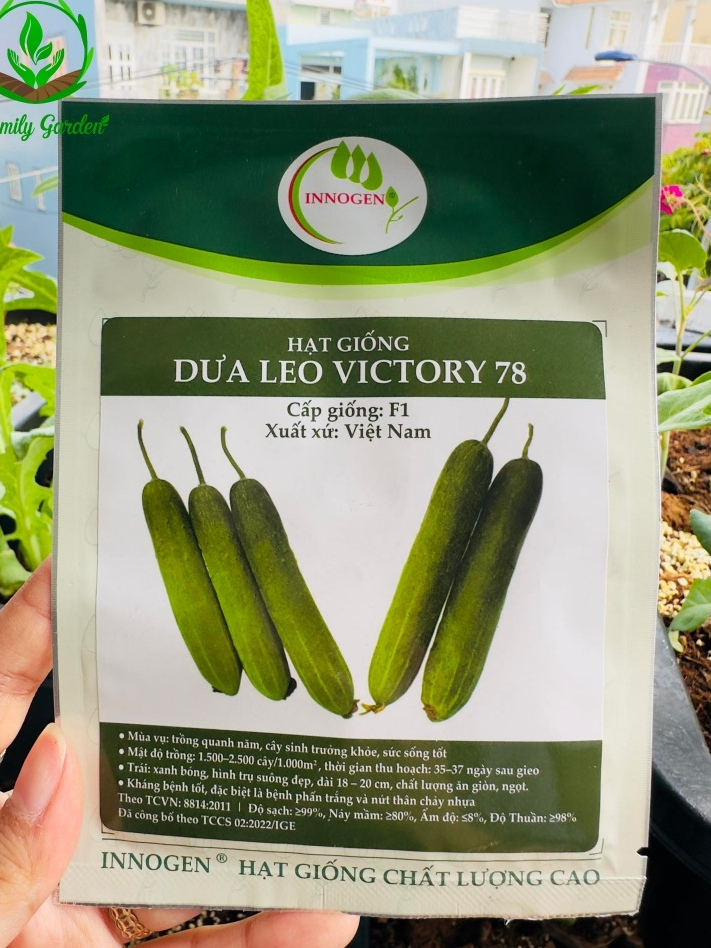 mily Garden
INNOGEN
HẠT GIỐNG
DƯA LEO VICTORY 78
Cấp giống: F1
Xuất xứ: Việt Nam
• Mùa vụ: trồng quanh năm, cây sinh trưởng khỏe, sức sống tốt
• Mật độ trồng: 1.500–2.500 cây/1.000m², thời gian thu hoạch: 35–37 ngày sau gieo
• Trái: xanh bóng, hình trụ suông đẹp, dài 18 – 20 cm, chất lượng ăn giòn, ngọt.
• Kháng bệnh tốt, đặc biệt là bệnh phấn trắng và nứt thân chảy nhựa
Theo TCVN: 8814:2011 | Độ sạch: ≥99%, Nảy mầm: ≥80%, Ẩm độ: ≤8%, Độ Thuần: ≥98%
Đã công bố theo TCCS 02:2022/IGE
INNOGEN ® HẠT GIỐNG CHẤT LƯỢNG CAO